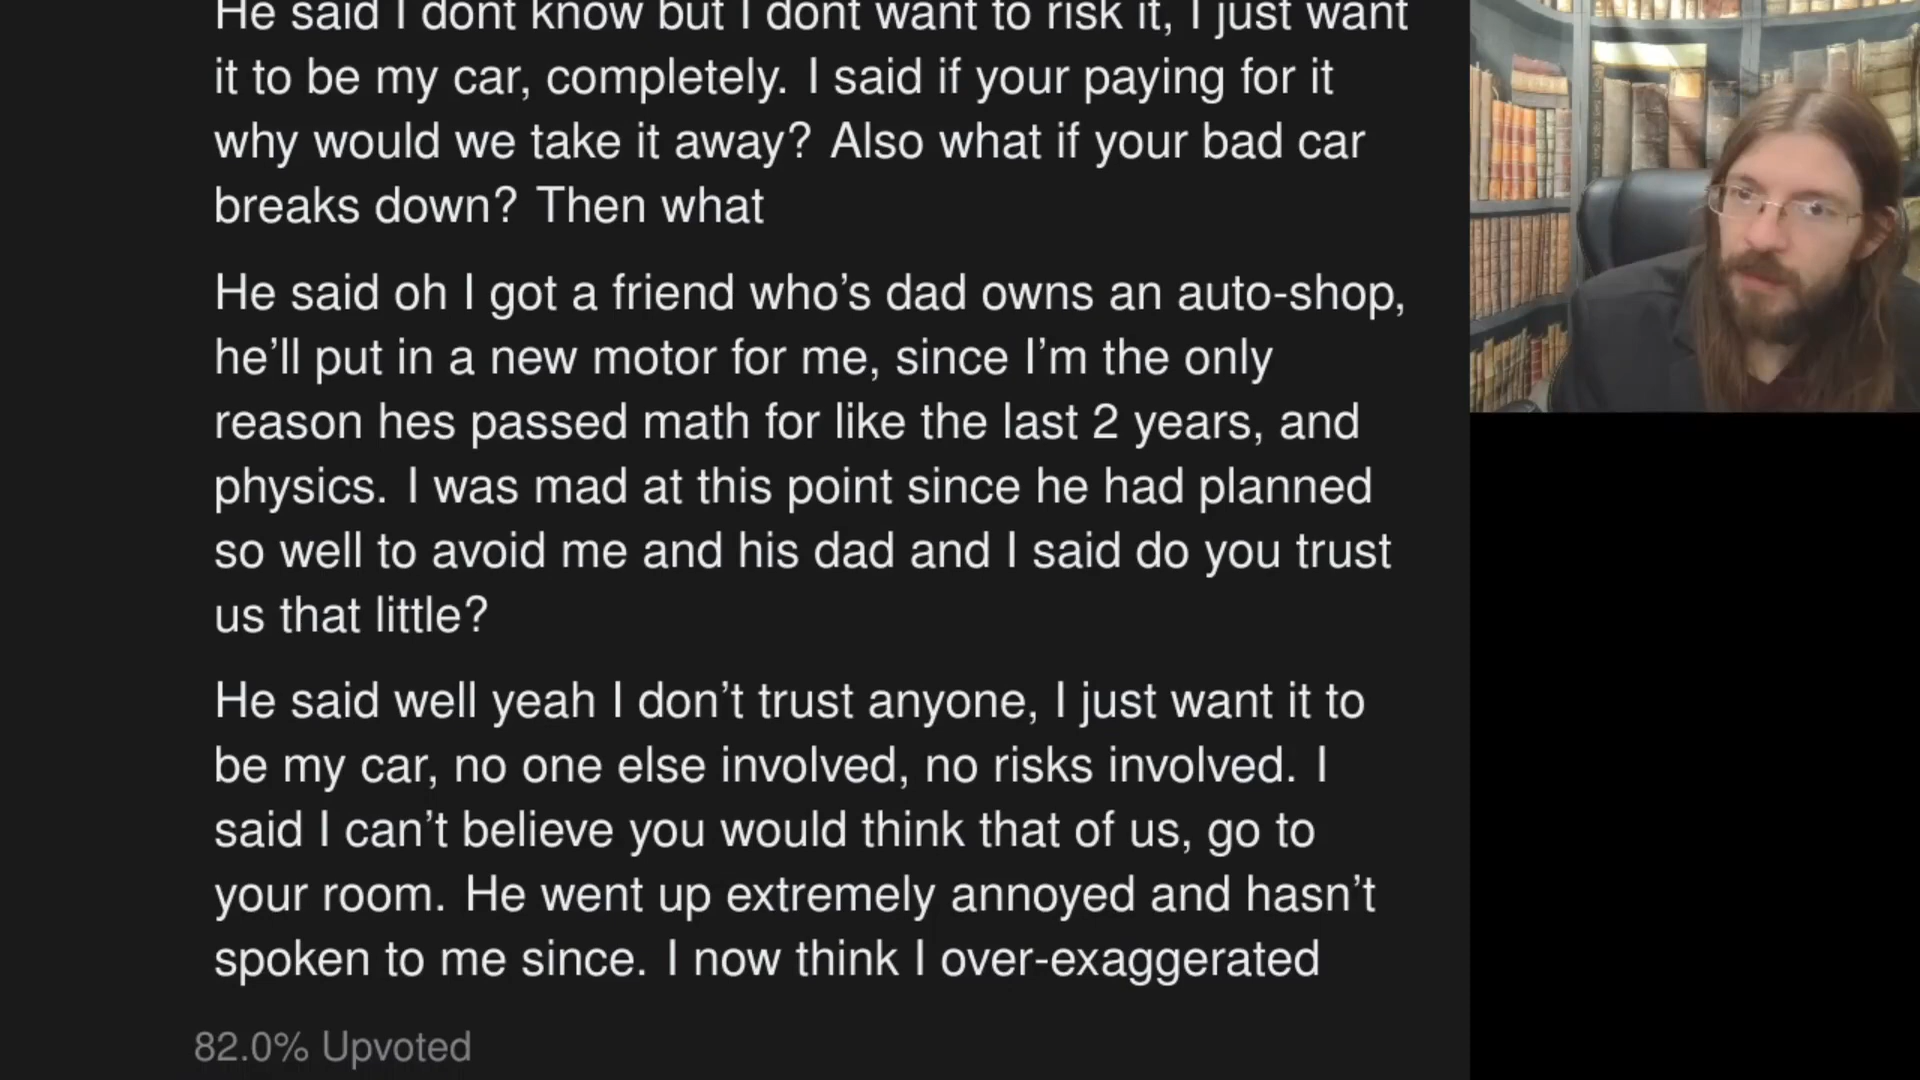 He said I dont know but I dont want to risk it, I just want
it to be my car, completely. I said if your paying for it
why would we take it away? Also what if your bad car
breaks down? Then what
He said oh I got a friend who’s dad owns an auto-shop,
he’ll put in a new motor for me, since I’m the only
reason hes passed math for like the last 2 years, and
physics. I was mad at this point since he had planned
so well to avoid me and his dad and I said do you trust
us that little?
He said well yeah I don’t trust anyone, I just want it to
be my car, no one else involved, no risks involved. I
said I can’t believe you would think that of us, go to
your room. He went up extremely annoyed and hasn’t
spoken to me since. I now think I over-exaggerated
82.0% Upvoted